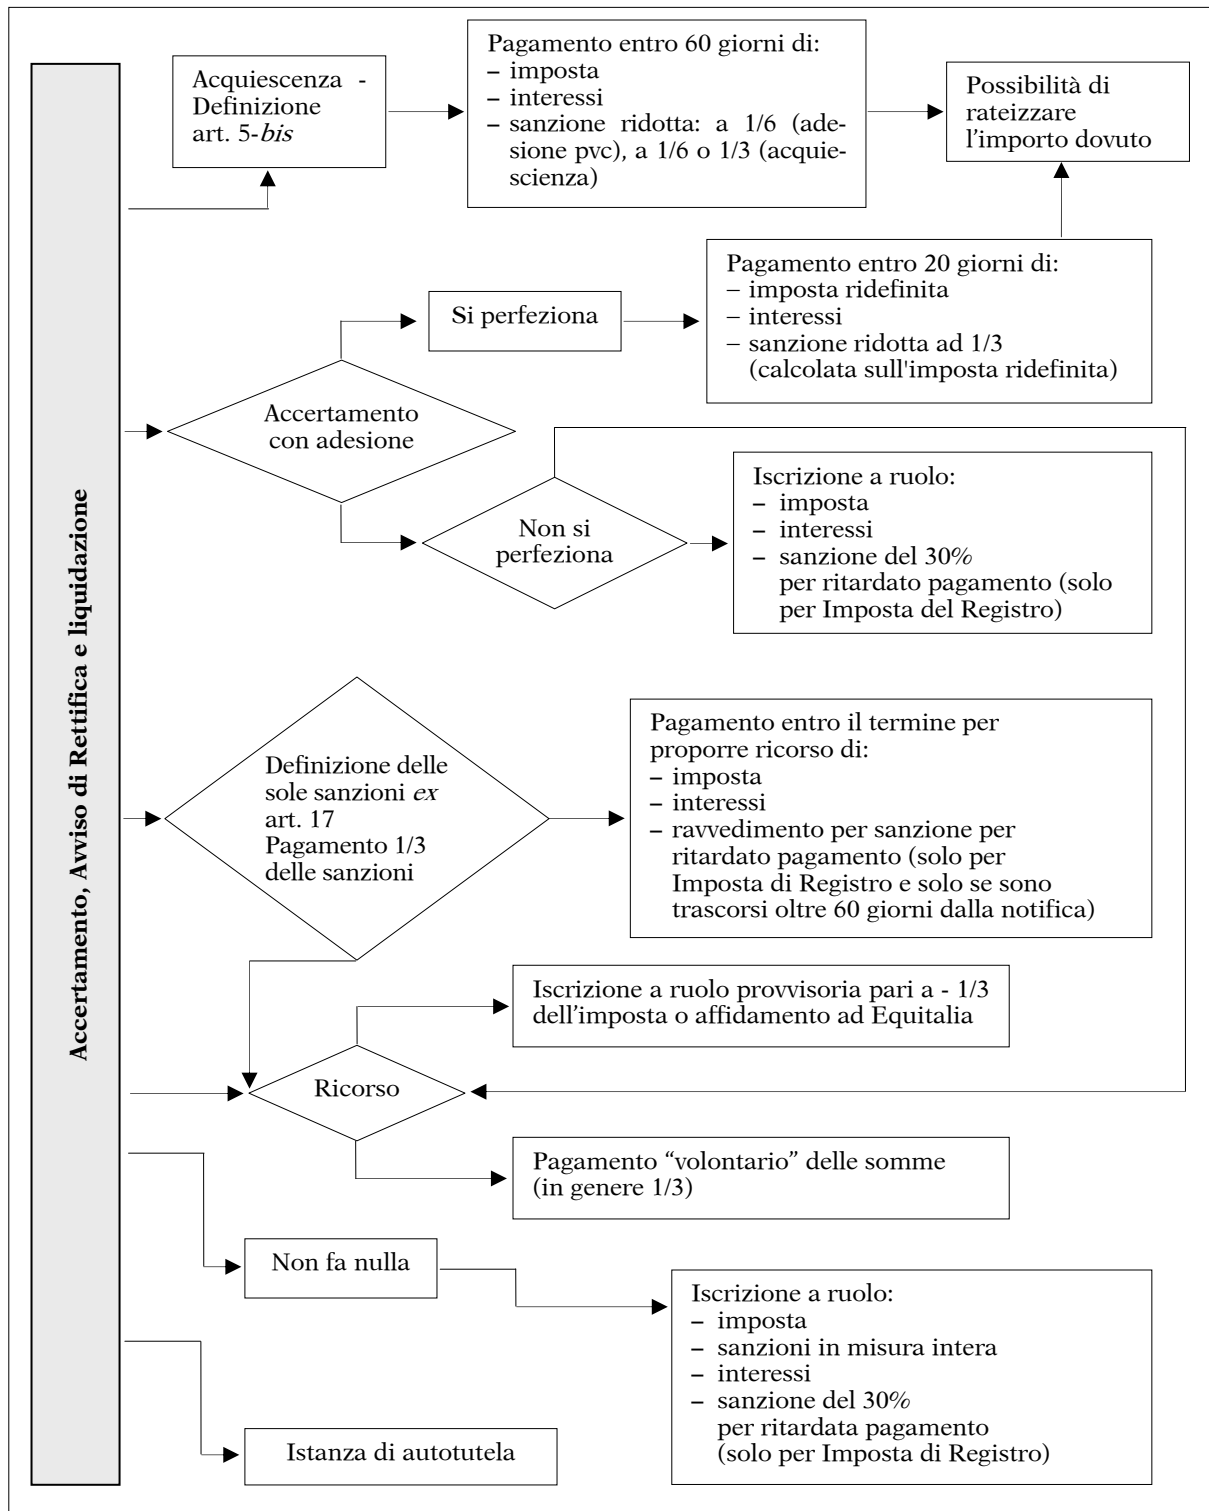 Accertamento, Avviso di Rettifica e liquidazione
Acquiescenza -
Definizione
art. 5-bis
Pagamento entro 60 giorni di:
– imposta
– interessi
– sanzione ridotta: a 1/6 (ade-
sione pvc), a 1/6 o 1/3 (acquie-
scienza)
Possibilità di
rateizzare
l'importo dovuto
Accertamento
con adesione
Si perfeziona
Pagamento entro 20 giorni di:
– imposta ridefinita
– interessi
– sanzione ridotta ad 1/3
(calcolata sull'imposta ridefinita)
Non si
perfeziona
Iscrizione a ruolo:
– imposta
– interessi
– sanzione del 30%
per ritardato pagamento (solo
per Imposta del Registro)
Definizione delle
sole sanzioni ex
art. 17
Pagamento 1/3
delle sanzioni
Pagamento entro il termine per
proporre ricorso di:
– imposta
– interessi
– ravvedimento per sanzione per
ritardato pagamento (solo per
Imposta di Registro e solo se sono
trascorsi oltre 60 giorni dalla notifica)
Ricorso
Iscrizione a ruolo provvisoria pari a - 1/3
dell'imposta o affidamento ad Equitalia
Pagamento “volontario” delle somme
(in genere 1/3)
Non fa nulla
Iscrizione a ruolo:
– imposta
– sanzioni in misura intera
– interessi
– sanzione del 30%
per ritardata pagamento
(solo per Imposta di Registro)
Istanza di autotutela